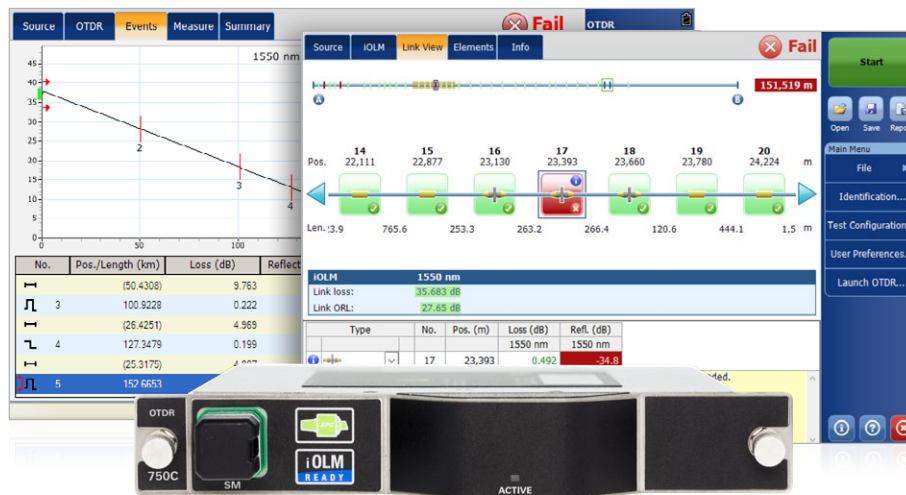 Source OTDR Events Measure Summary Fail OTDR
1550 nm
45
40
35
30
25
20
15
10
5
0
0 50 100
2
3
4
No. Pos./Length (km) Loss (dB) Reflect
(50.4308) 9.763
3 100.9228 0.222
(26.4251) 4.969
4 127.3479 0.199
(25.3175)
5 152.6653
Source iOLM Link View Elements Info Fail
151,519 m
A B
14 15 16 17 18 19 20
Pos. 22,111 22,877 23,130 23,393 23,660 23,780 24,224 m
Len. :3.9 765.6 253.3 263.2 266.4 120.6 444.1 1.5 m
iOLM 1550 nm
Link loss: 35.683 dB
Link ORL: 27.65 dB
Type No. Pos. (m) Loss (dB) Refl. (dB)
1550 nm 1550 nm
17 23,393 0.492 -34.8
ded.
Start
Open Save Repo
Main Menu
File
Identification...
Test Configuration
User Preferences.
Launch OTDR...
OTDR
750C
SM
APC
iOLM
READY
ACTIVE